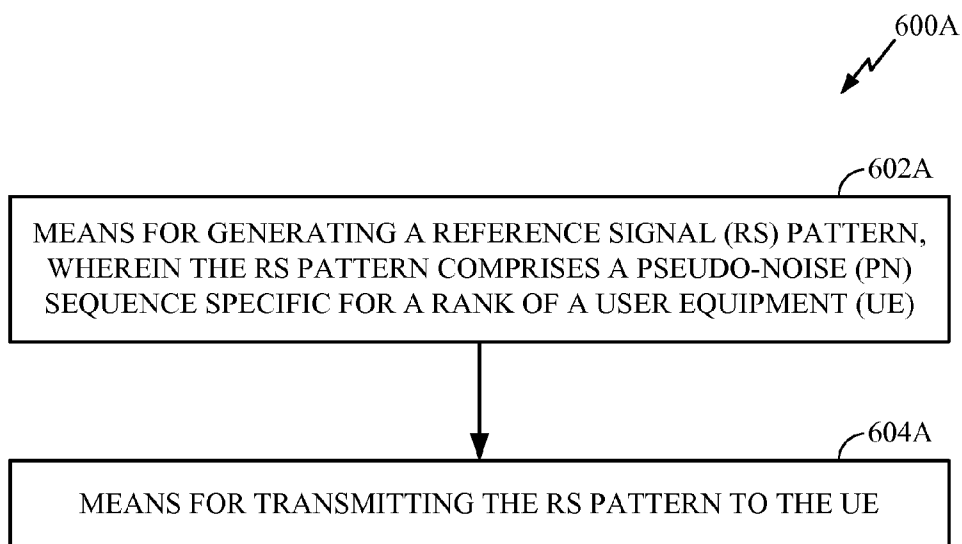 600A
602A
MEANS FOR GENERATING A REFERENCE SIGNAL (RS) PATTERN,
WHEREIN THE RS PATTERN COMPRISES A PSEUDO-NOISE (PN)
SEQUENCE SPECIFIC FOR A RANK OF A USER EQUIPMENT (UE)
604A
MEANS FOR TRANSMITTING THE RS PATTERN TO THE UE